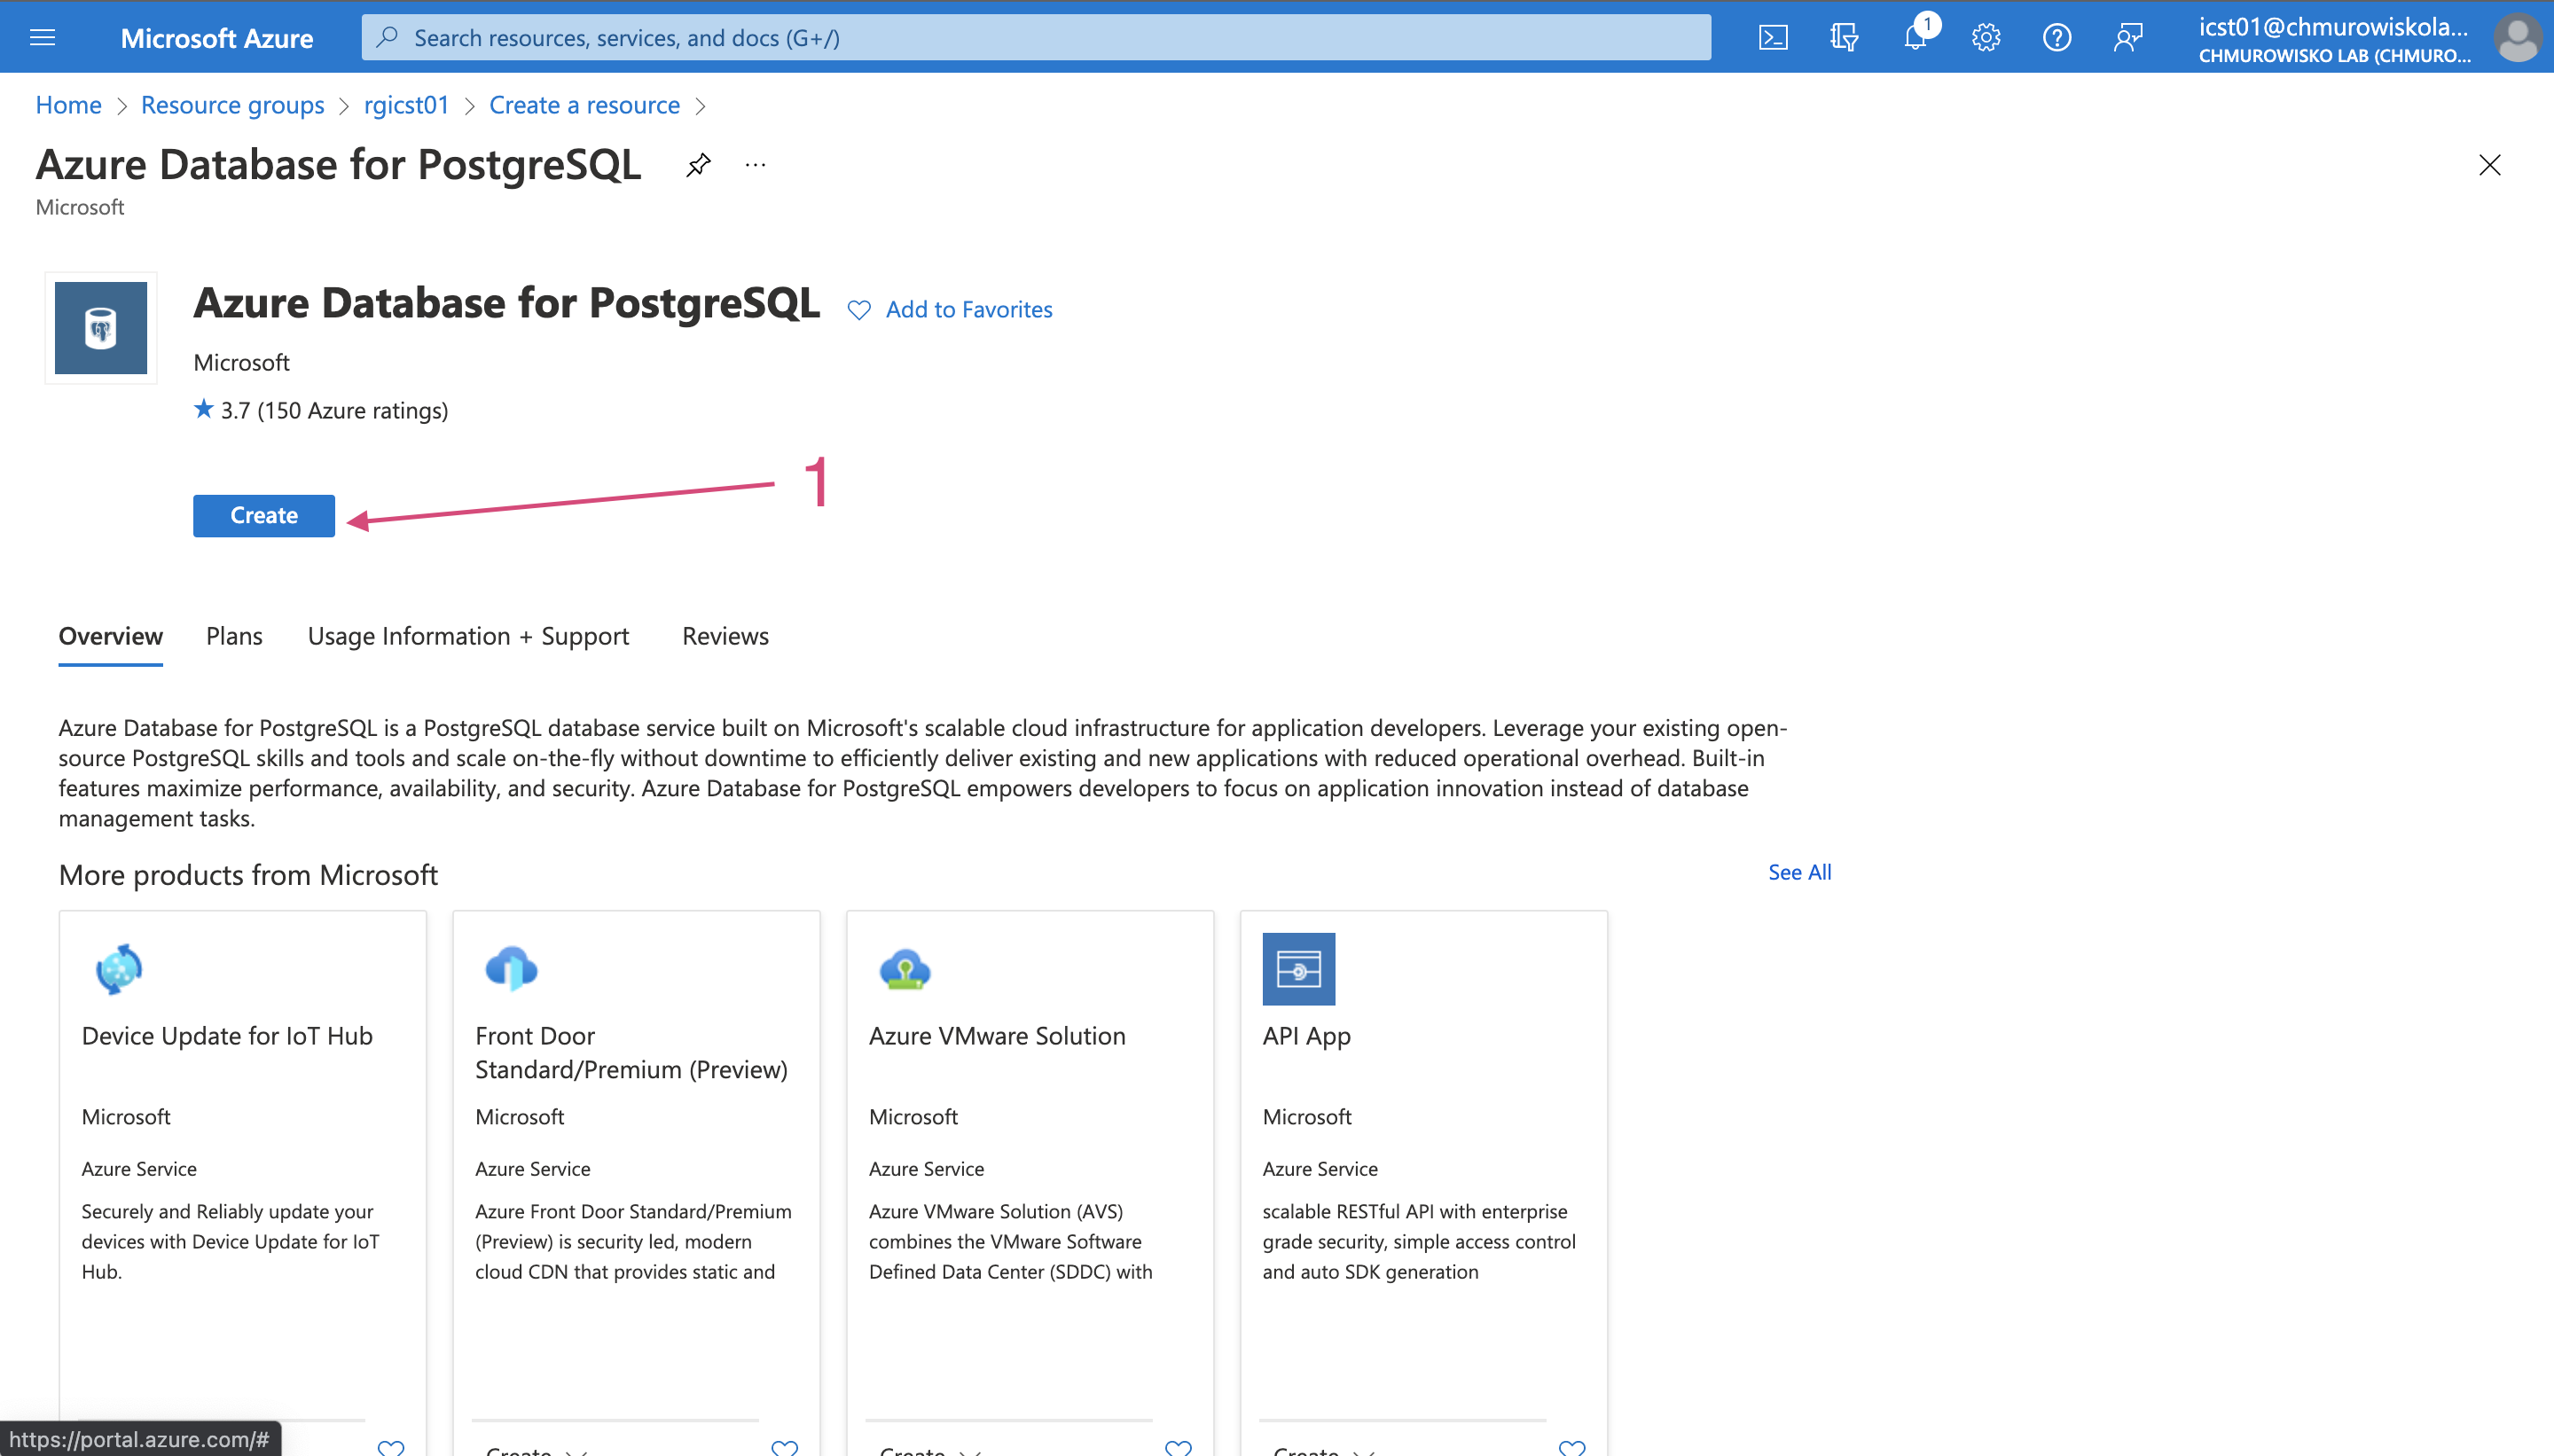 Microsoft Azure
Search resources, services, and docs (G+/)
1
icst01@chmurowiskola...
CHMUROWISKO LAB (CHMURO...
Home > Resource groups > rgicst01 > Create a resource >
Azure Database for PostgreSQL
...
Microsoft
Azure Database for PostgreSQL
Add to Favorites
Microsoft
3.7 (150 Azure ratings)
1
Create
Overview
Plans
Usage Information + Support
Reviews
Azure Database for PostgreSQL is a PostgreSQL database service built on Microsoft's scalable cloud infrastructure for application developers. Leverage your existing open-
source PostgreSQL skills and tools and scale on-the-fly without downtime to efficiently deliver existing and new applications with reduced operational overhead. Built-in
features maximize performance, availability, and security. Azure Database for PostgreSQL empowers developers to focus on application innovation instead of database
management tasks.
More products from Microsoft
See All
Device Update for IoT Hub
Microsoft
Azure Service
Securely and Reliably update your
devices with Device Update for IoT
Hub.
Front Door
Standard/Premium (Preview)
Microsoft
Azure Service
Azure Front Door Standard/Premium
(Preview) is security led, modern
cloud CDN that provides static and
Create
Azure VMware Solution
Microsoft
Azure Service
Azure VMware Solution (AVS)
combines the VMware Software
Defined Data Center (SDDC) with
Create
API App
Microsoft
Azure Service
scalable RESTful API with enterprise
grade security, simple access control
and auto SDK generation
Create
https://portal.azure.com/#